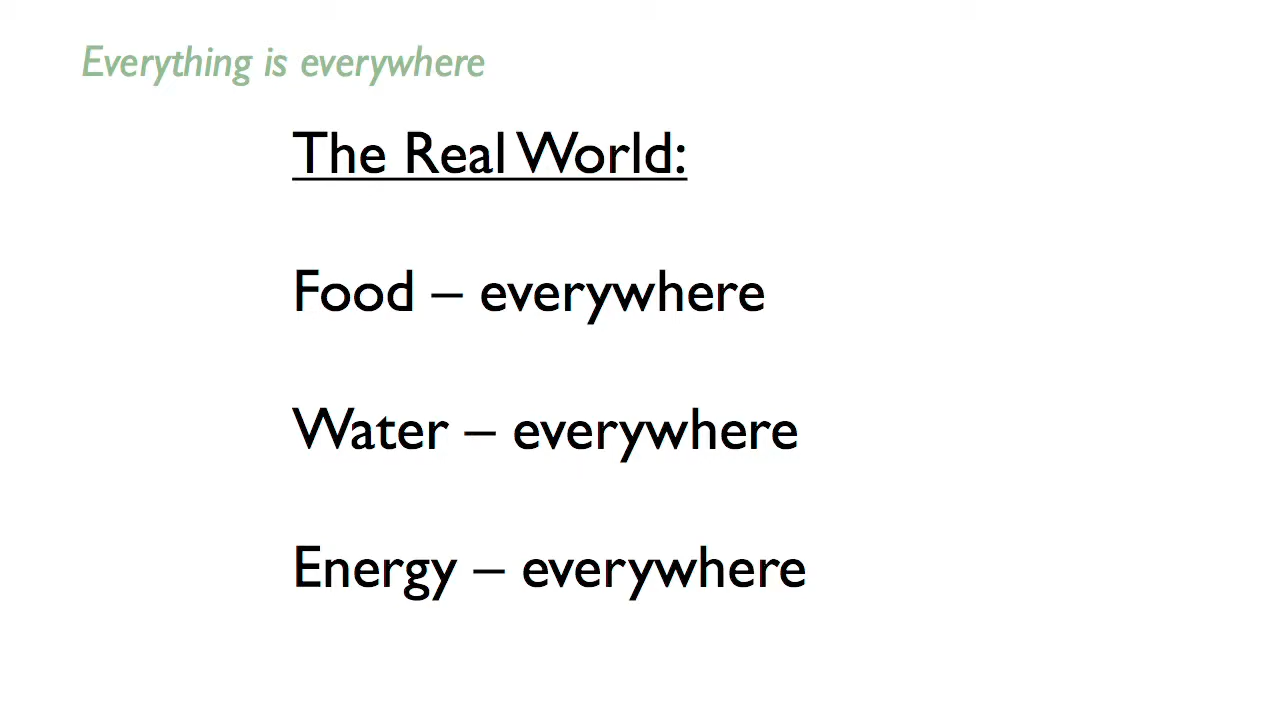 Everything is everywhere
The Real World:
Food – everywhere
Water – everywhere
Energy – everywhere